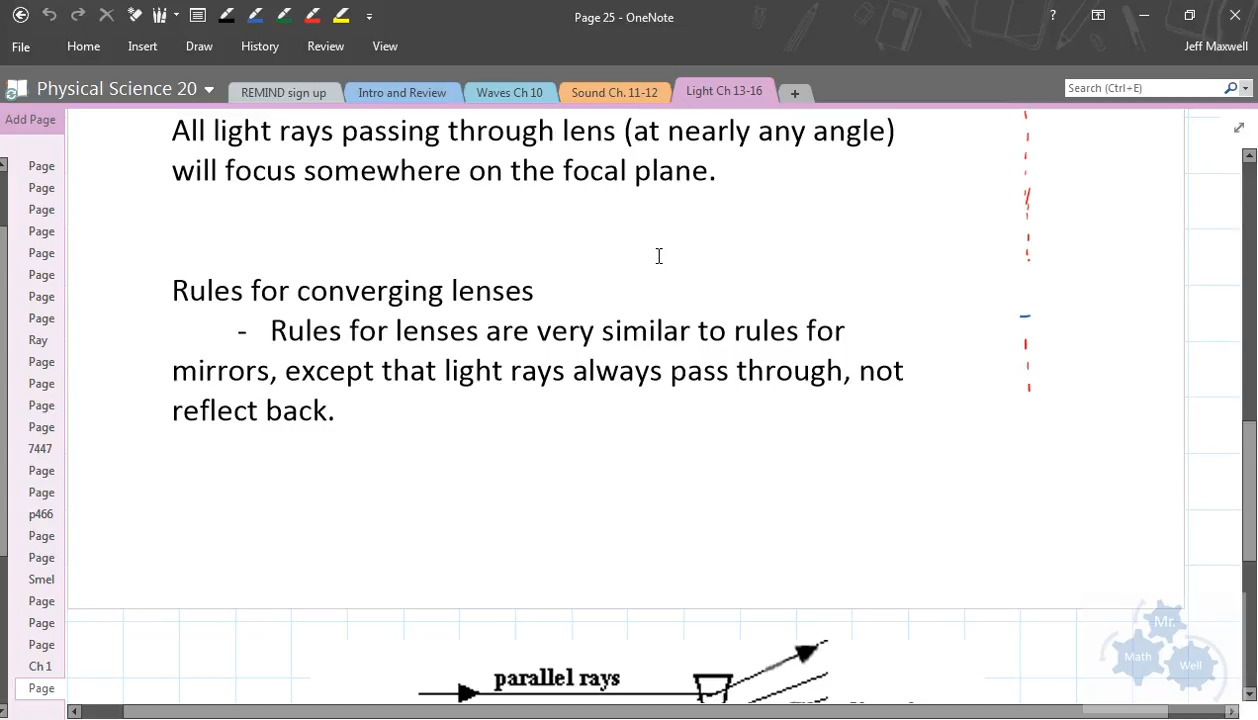 Page 25 - OneNote
?
File
Home
Insert
Draw
History
Review
View
Jeff Maxwell
Physical Science 20
REMIND sign up
Intro and Review
Waves Ch 10
Sound Ch. 11-12
Light Ch 13-16
Search (Ctrl+E)
Add Page
Page
Page
Page
Page
Page
Page
Page
Page
Ray
Page
Page
Page
Page
7447
Page
Page
p466
Page
Page
Smel
Page
Page
Page
Ch 1
Page
All light rays passing through lens (at nearly any angle)
will focus somewhere on the focal plane.
Rules for converging lenses
- Rules for lenses are very similar to rules for
mirrors, except that light rays always pass through, not
reflect back.
parallel rays
Mr.
Math
Well